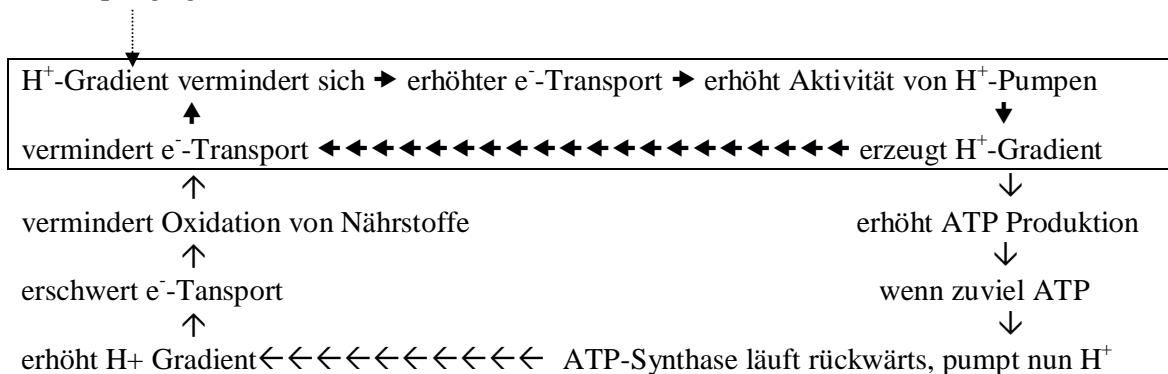 H⁺-Gradient vermindert sich → erhöhter e⁻-Transport → erhöht Aktivität von H⁺-Pumpen
vermindert e⁻-Transport ←←←←←←←←←←←←←←←←←← erzeugt H⁺-Gradient
vermindert Oxidation von Nährstoffe erhöht ATP Produktion
erschwert e⁻-Tansport wenn zuviel ATP
erhöht H+ Gradient←←←←←←←←←← ATP-Synthase läuft rückwärts, pumpt nun H⁺